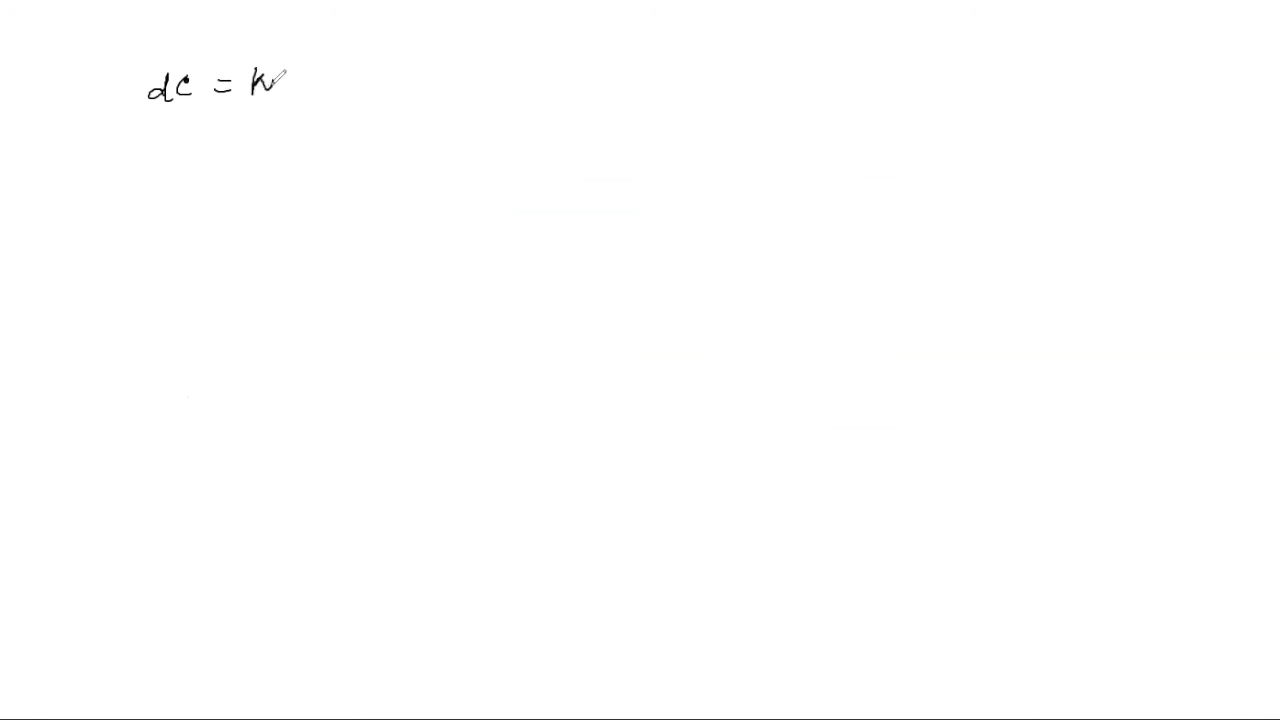 dC = k